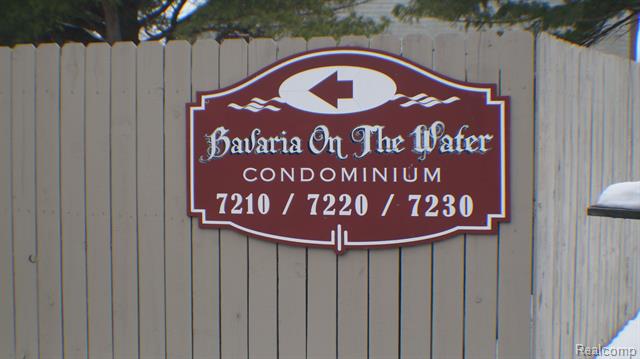 Bavaria On The Water
CONDOMINIUM
7210 / 7220 / 7230
Realcomp